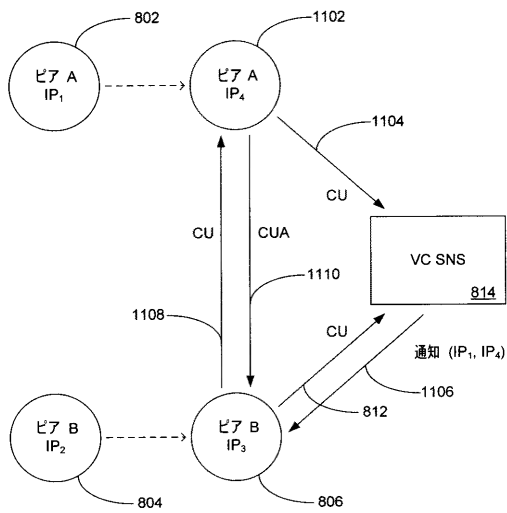 802
1102
ピア A
IP₁
ピア A
IP₄
1104
CU
CU
CUA
VC SNS
814
1110
1108
CU
通知 (IP₁, IP₄)
1106
812
ピア B
IP₂
ピア B
IP₃
804
806